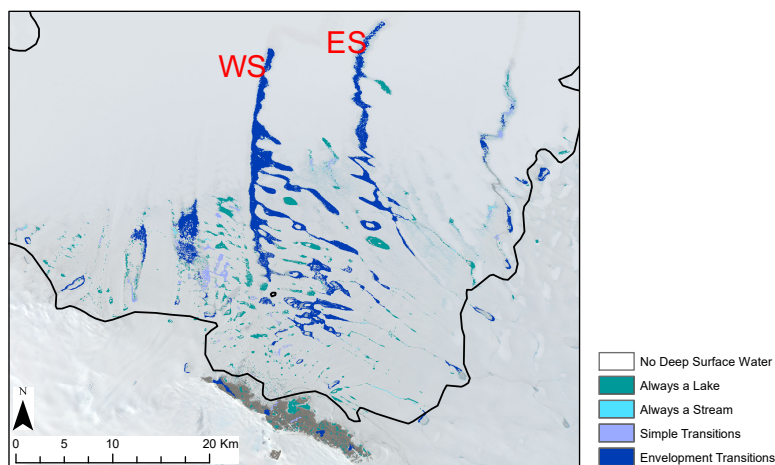 WS
ES
N
0 5 10 20 Km
No Deep Surface Water
Always a Lake
Always a Stream
Simple Transitions
Envelopment Transitions